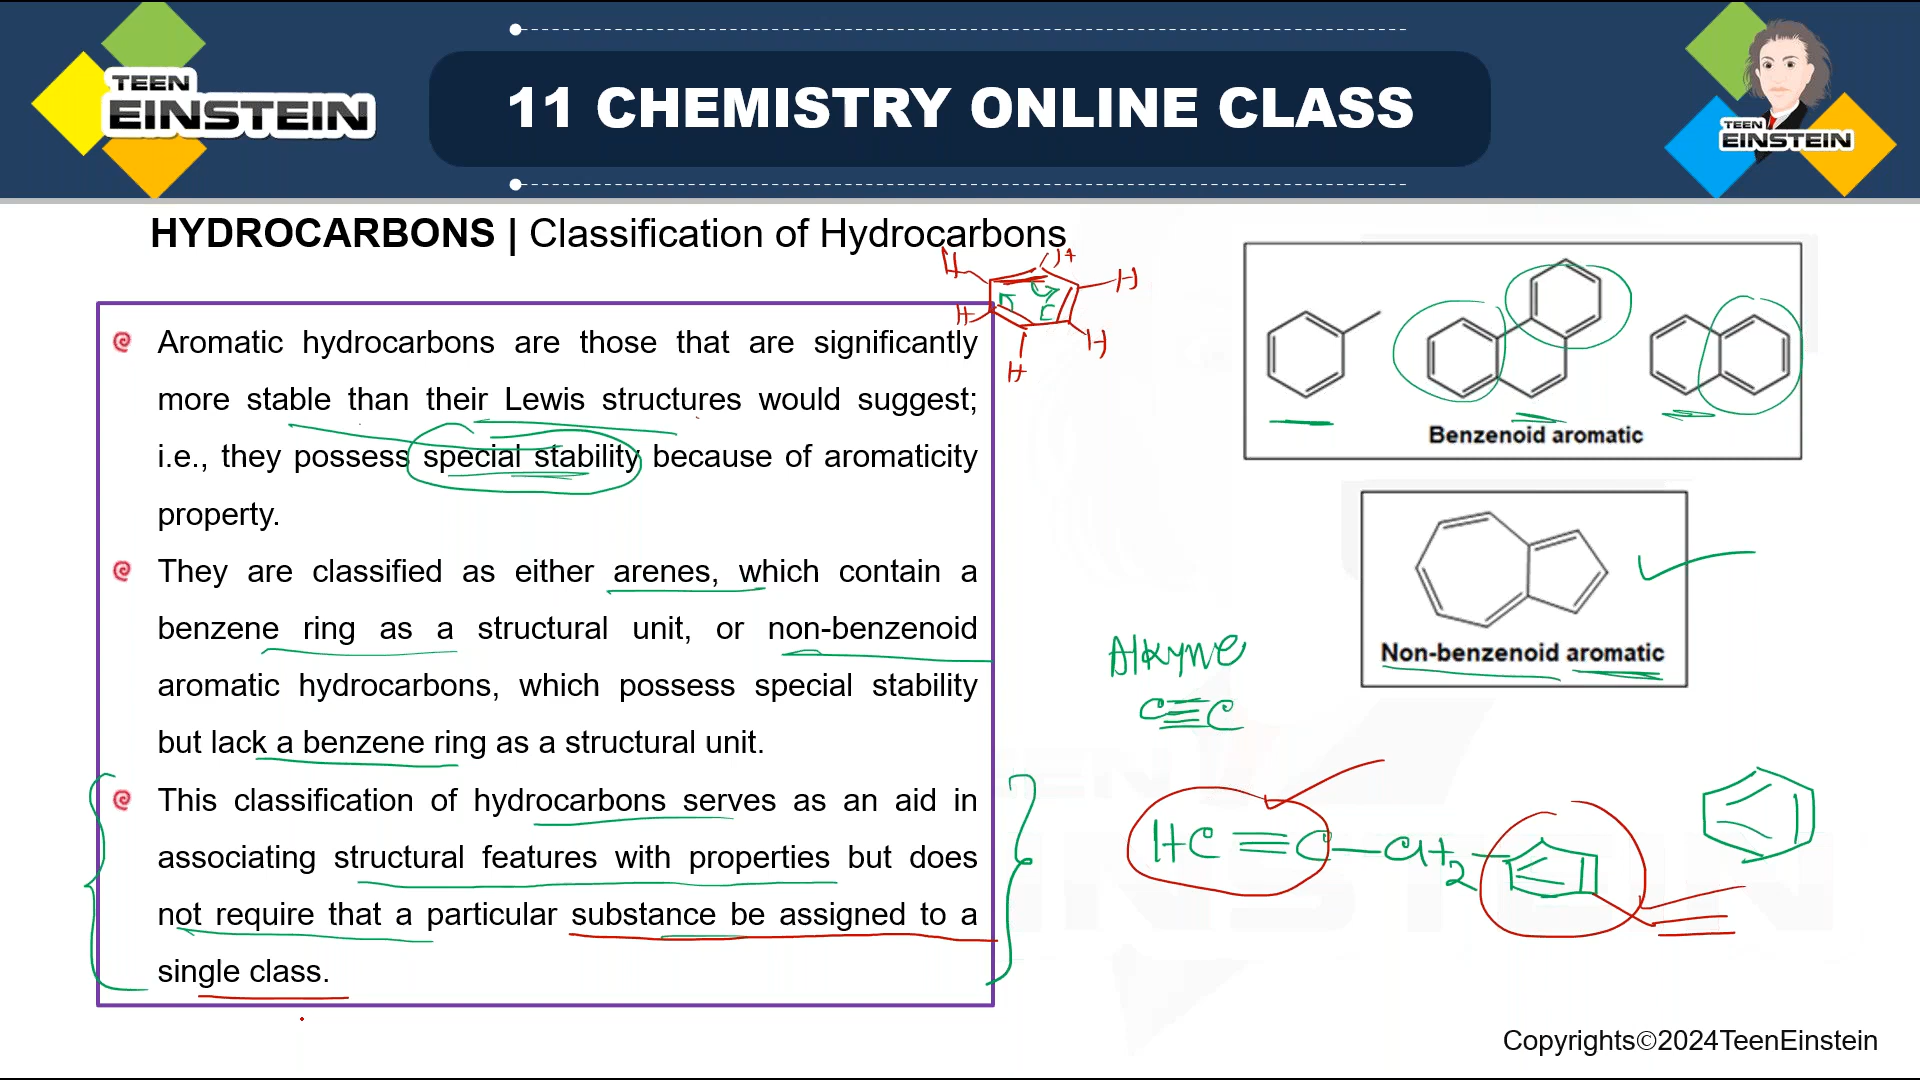 TEEN
EINSTEIN
11 CHEMISTRY ONLINE CLASS
TEEN
EINSTEIN
HYDROCARBONS | Classification of Hydrocarbons
Aromatic hydrocarbons are those that are significantly
more stable than their Lewis structures would suggest;
i.e., they possess special stability because of aromaticity
property.
They are classified as either arenes, which contain a
benzene ring as a structural unit, or non-benzenoid
aromatic hydrocarbons, which possess special stability
but lack a benzene ring as a structural unit.
This classification of hydrocarbons serves as an aid in
associating structural features with properties but does
not require that a particular substance be assigned to a
single class.
H
H
H
H
H
Benzenoid aromatic
Non-benzenoid aromatic
Alkyne
C≡C
HC≡C—CH2—
Copyrights©2024TeenEinstein